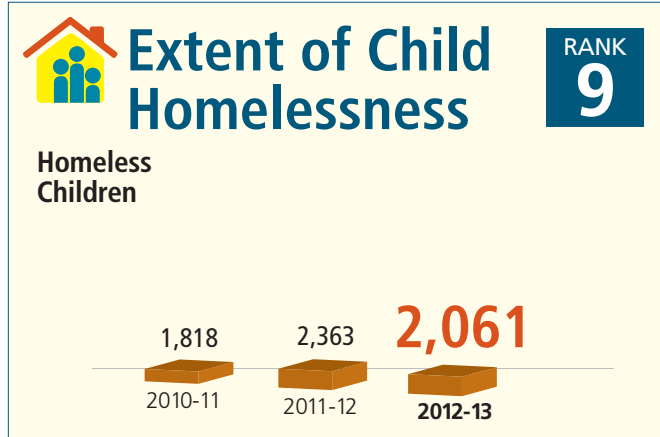 Extent of Child
Homelessness
RANK
9
Homeless
Children
1,818
2,363
2,061
2010-11
2011-12
2012-13